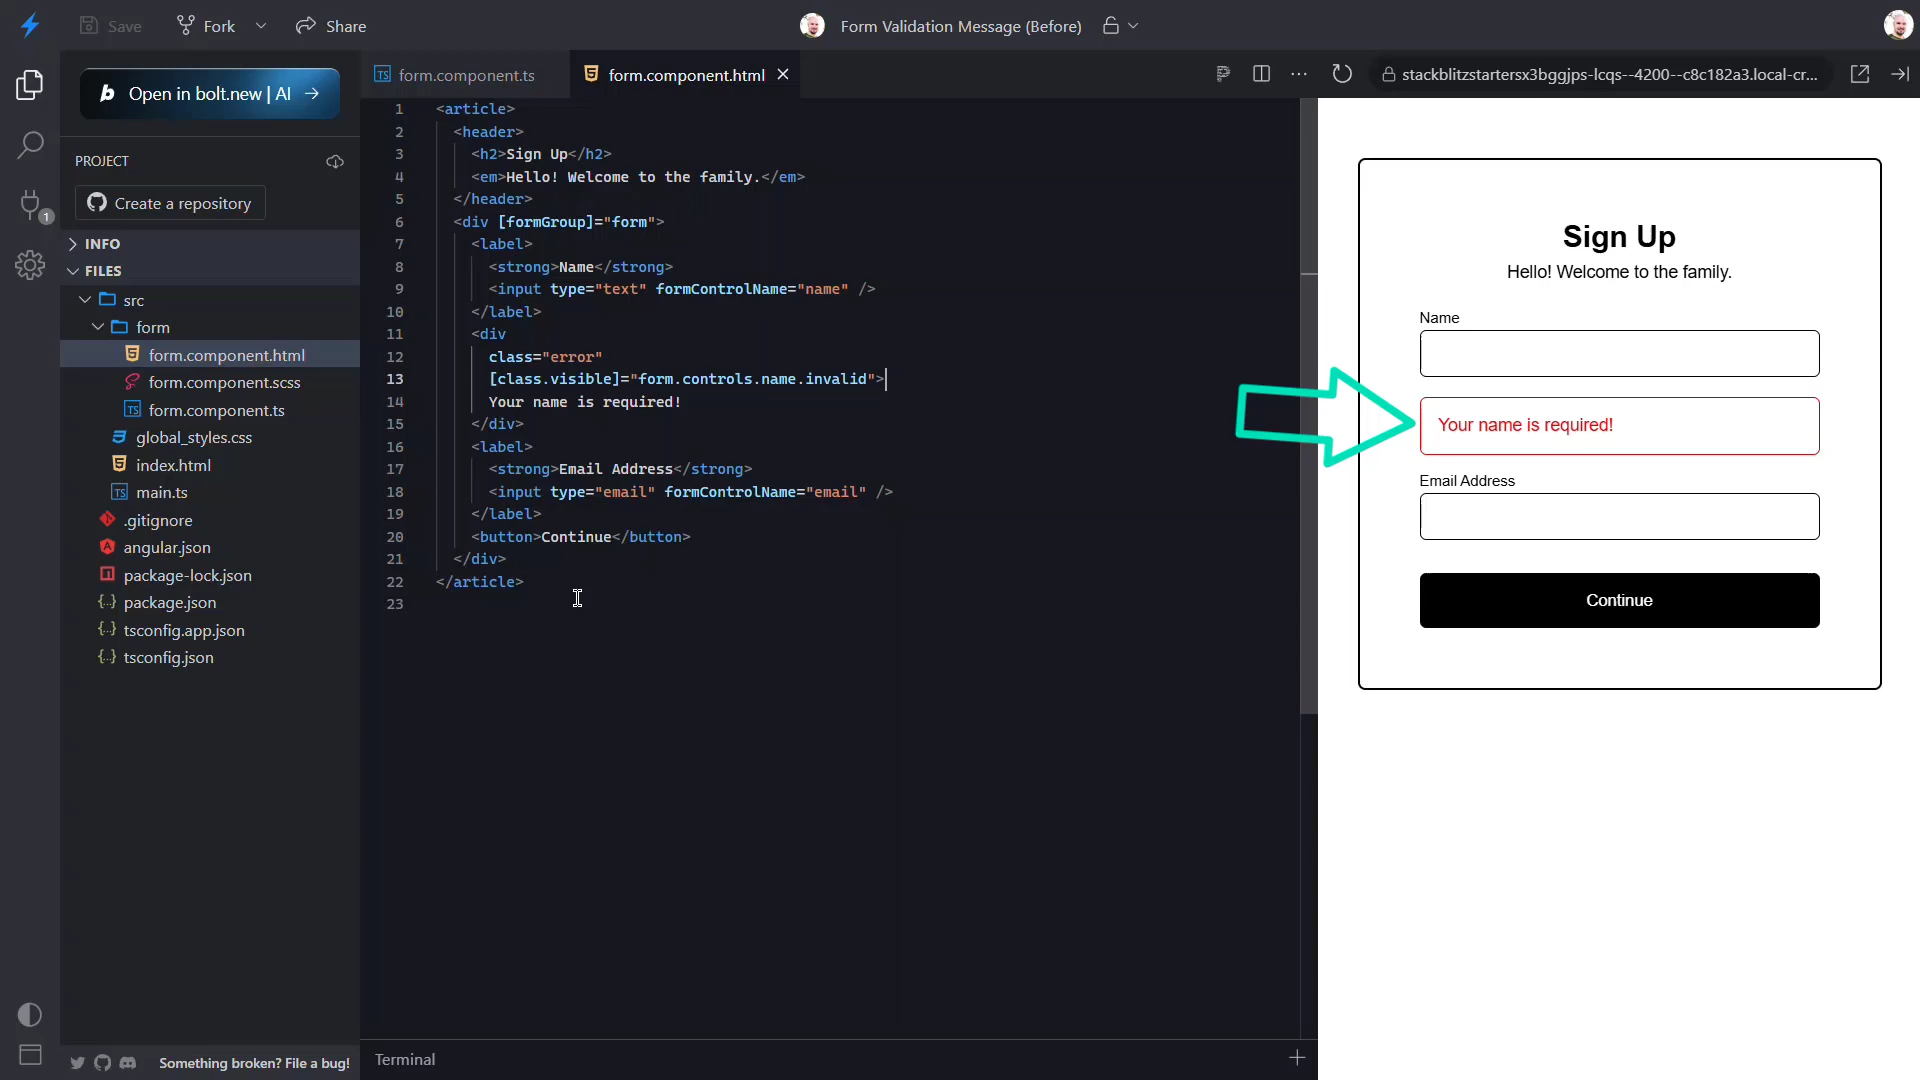 Save
Fork
Share
Form Validation Message (Before)
Open in bolt.new | AI →
form.component.ts
form.component.html
stackblitzstartersx3bggjps-lcqs--4200--c8c182a3.local-cr...
PROJECT
Create a repository
1
INFO
FILES
src
form
form.component.html
form.component.scss
form.component.ts
global_styles.css
index.html
main.ts
.gitignore
angular.json
package-lock.json
package.json
tsconfig.app.json
tsconfig.json
1 <article>
2 <header>
3 <h2>Sign Up</h2>
4 <em>Hello! Welcome to the family.</em>
5 </header>
6 <div [formGroup]="form">
7 <label>
8 <strong>Name</strong>
9 <input type="text" formControlName="name" />
10 </label>
11 <div
12 class="error"
13 [class.visible]="form.controls.name.invalid">
14 Your name is required!
15 </div>
16 <label>
17 <strong>Email Address</strong>
18 <input type="email" formControlName="email" />
19 </label>
20 <button>Continue</button>
21 </div>
22 </article>
23
Sign Up
Hello! Welcome to the family.
Name
Your name is required!
Email Address
Continue
Something broken? File a bug!
Terminal